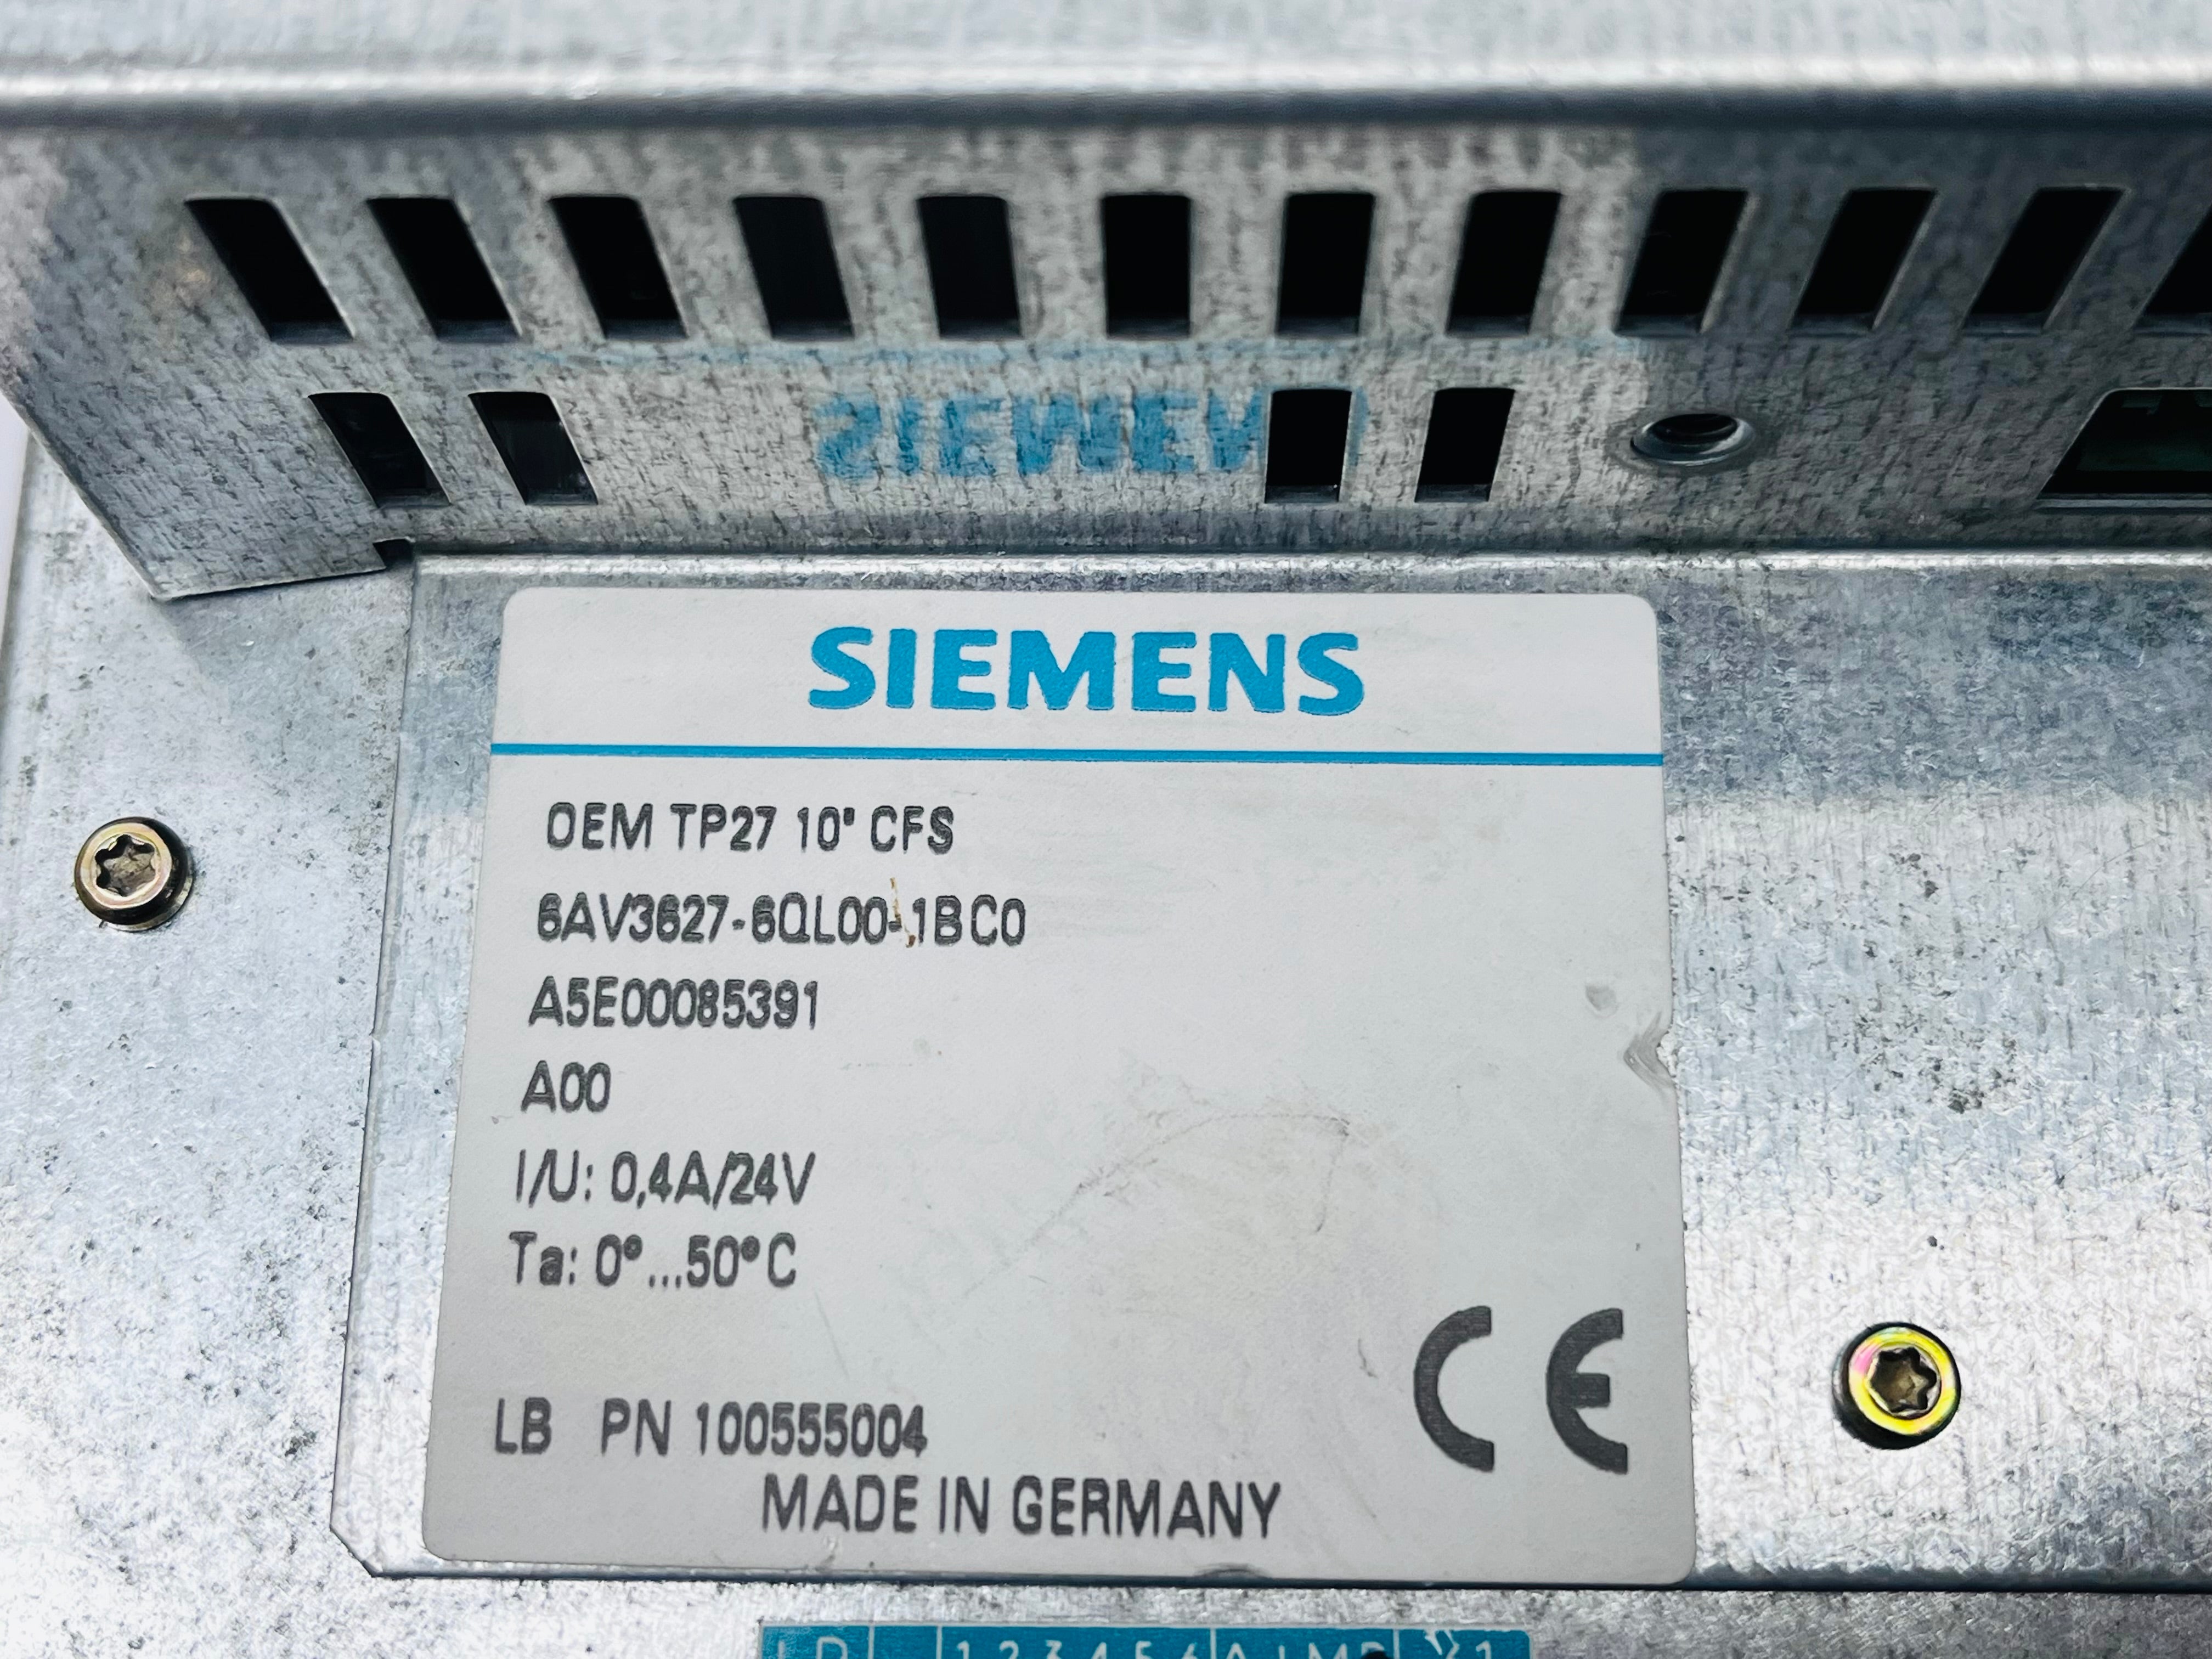 SIEMENS
OEM TP27 10" CFS
6AV3627-6QL00-1BC0
A5E00085391
A00
I/U: 0,4A/24V
Ta: 0°...50°C
CE
LB PN 100555004
MADE IN GERMANY